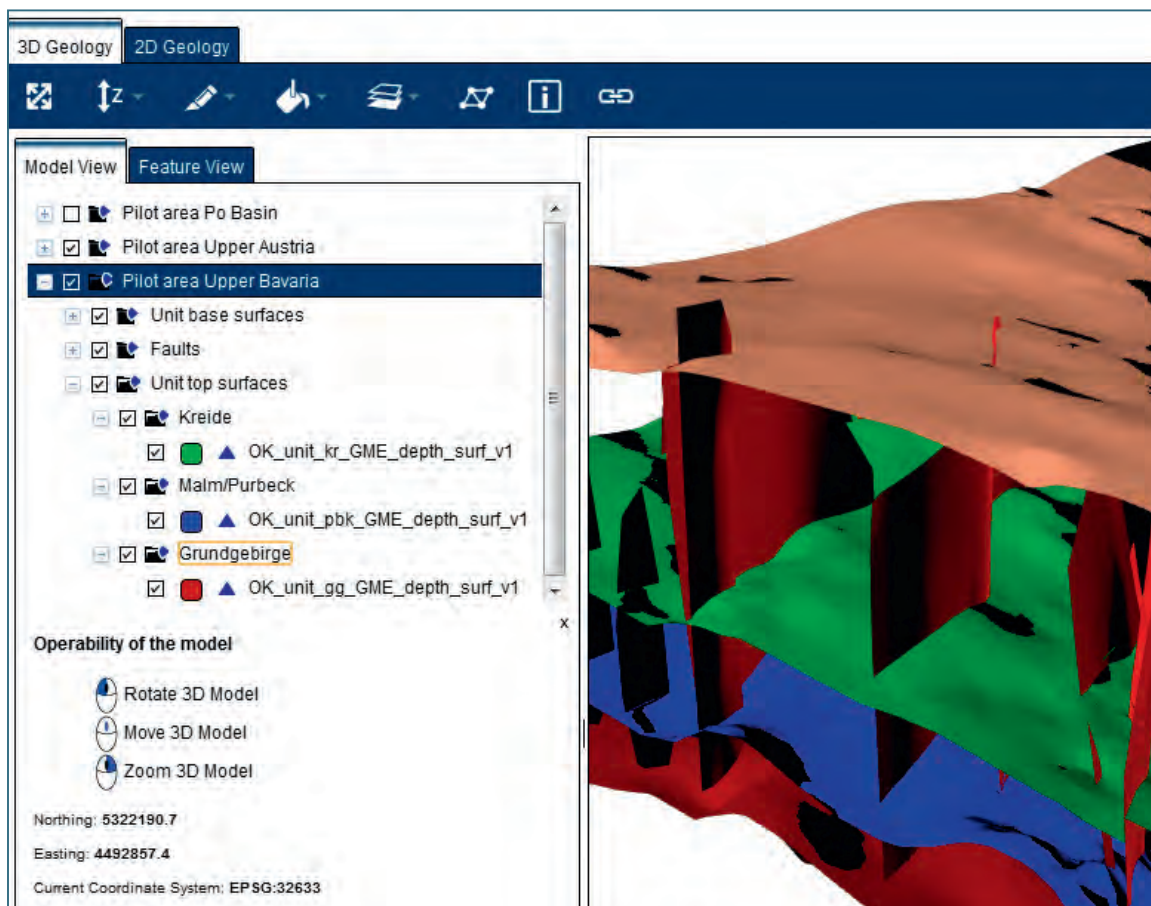 3D Geology 2D Geology
Z
i
Model View Feature View
Pilot area Po Basin
Pilot area Upper Austria
Pilot area Upper Bavaria
Unit base surfaces
Faults
Unit top surfaces
Kreide
OK_unit_kr_GME_depth_surf_v1
Malm/Purbeck
OK_unit_pbk_GME_depth_surf_v1
Grundgebirge
OK_unit_gg_GME_depth_surf_v1
x
Operability of the model
Rotate 3D Model
Move 3D Model
Zoom 3D Model
Northing: 5322190.7
Easting: 4492857.4
Current Coordinate System: EPSG:32633